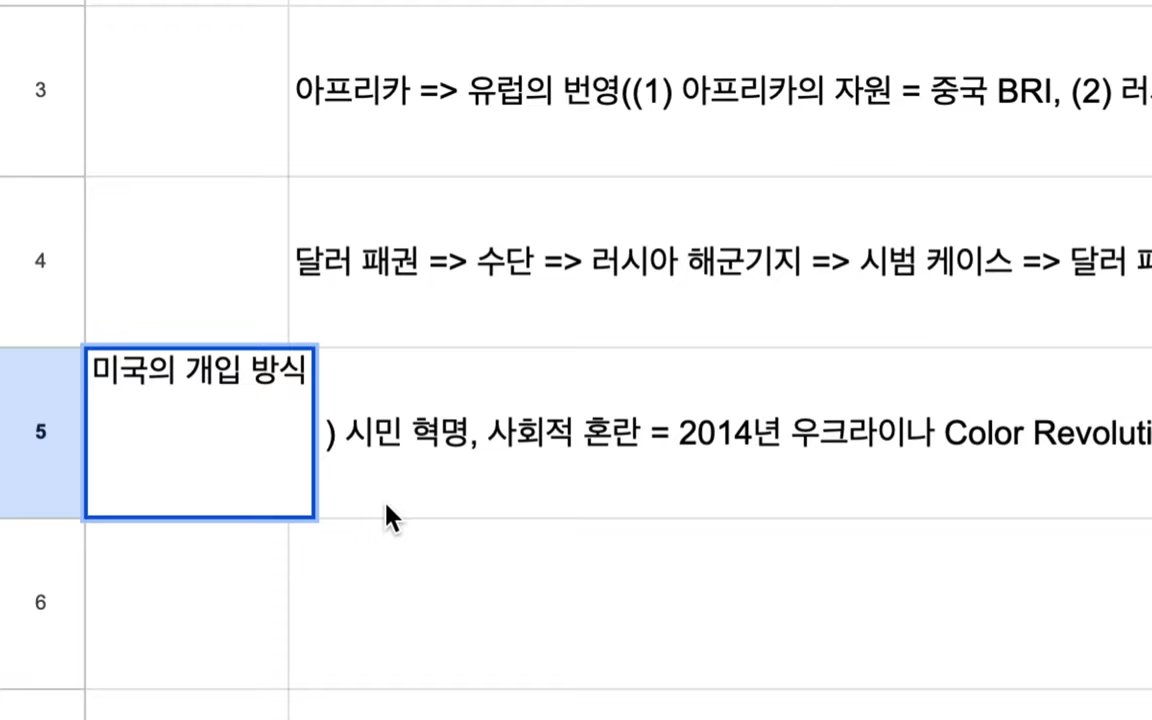 3
아프리카 => 유럽의 번영((1) 아프리카의 자원 = 중국 BRI, (2)
4
달러 패권 => 수단 => 러시아 해군기지 => 시범 케이스 => 달러
5
미국의 개입 방식
) 시민 혁명, 사회적 혼란 = 2014년 우크라이나 Color
6